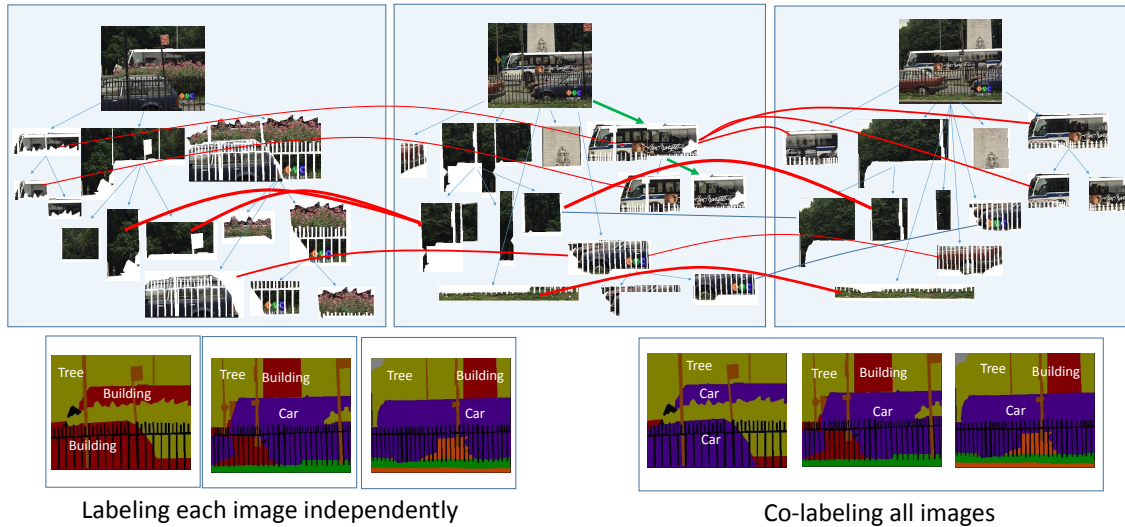 Tree
Building
Building
Tree
Building
Car
Tree
Building
Car
Tree
Car
Car
Tree
Building
Car
Tree
Building
Car
Labeling each image independently
Co-labeling all images